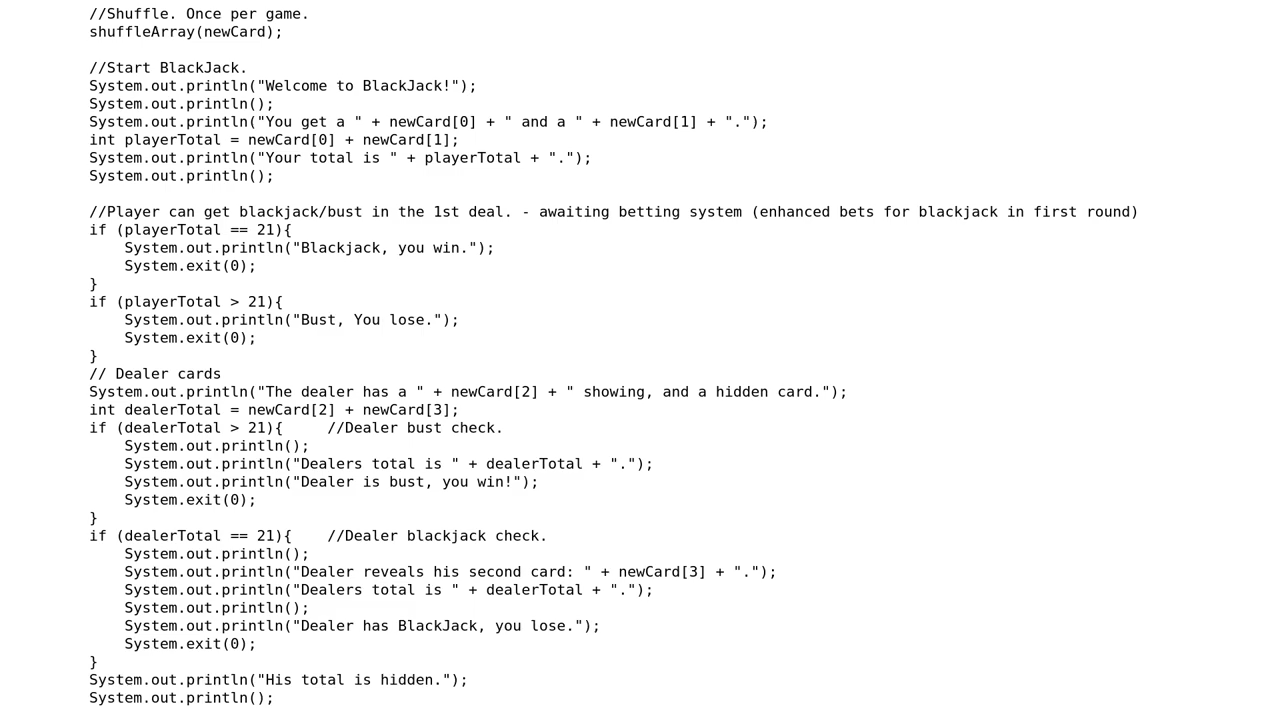 //Shuffle. Once per game.
shuffleArray(newCard);

//Start BlackJack.
System.out.println("Welcome to BlackJack!");
System.out.println();
System.out.println("You get a " + newCard[0] + " and a " + newCard[1] + ".");
int playerTotal = newCard[0] + newCard[1];
System.out.println("Your total is " + playerTotal + ".");
System.out.println();

//Player can get blackjack/bust in the 1st deal. - awaiting betting system (enhanced bets for blackjack in first round)
if (playerTotal == 21){
    System.out.println("Blackjack, you win.");
    System.exit(0);
}
if (playerTotal > 21){
    System.out.println("Bust, You lose.");
    System.exit(0);
}
// Dealer cards
System.out.println("The dealer has a " + newCard[2] + " showing, and a hidden card.");
int dealerTotal = newCard[2] + newCard[3];
if (dealerTotal > 21){     //Dealer bust check.
    System.out.println();
    System.out.println("Dealers total is " + dealerTotal + ".");
    System.out.println("Dealer is bust, you win!");
    System.exit(0);
}
if (dealerTotal == 21){    //Dealer blackjack check.
    System.out.println();
    System.out.println("Dealer reveals his second card: " + newCard[3] + ".");
    System.out.println("Dealers total is " + dealerTotal + ".");
    System.out.println();
    System.out.println("Dealer has BlackJack, you lose.");
    System.exit(0);
}
System.out.println("His total is hidden.");
System.out.println();